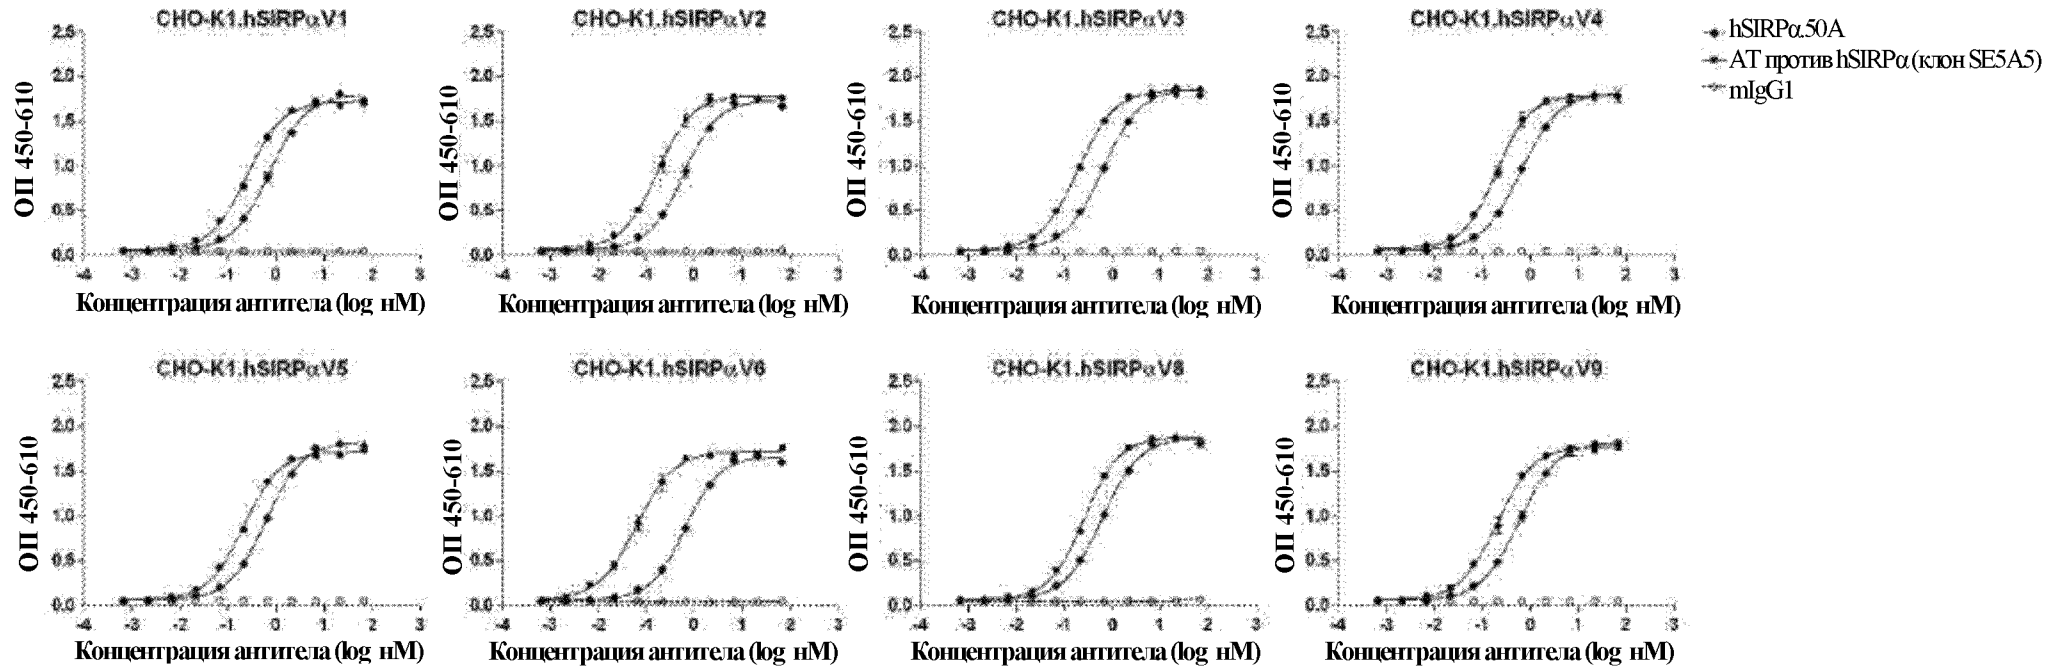 CHO-K1.hSIRPαV1
CHO-K1.hSIRPαV2
CHO-K1.hSIRPαV3
CHO-K1.hSIRPαV4
hSIRPα.50A
АТ против hSIRPα (клон SE5A5)
mIgG1
2.5 2.5 2.5 2.5
2.0 2.0 2.0 2.0
1.5 1.5 1.5 1.5
1.0 1.0 1.0 1.0
0.5 0.5 0.5 0.5
0.0 0.0 0.0 0.0
ОП 450-610
ОП 450-610
ОП 450-610
ОП 450-610
-4 -3 -2 -1 0 1 2 3
-4 -3 -2 -1 0 1 2 3
-4 -3 -2 -1 0 1 2 3
-4 -3 -2 -1 0 1 2 3
Концентрация антитела (log нМ)
Концентрация антитела (log нМ)
Концентрация антитела (log нМ)
Концентрация антитела (log нМ)
CHO-K1.hSIRPαV5
CHO-K1.hSIRPαV6
CHO-K1.hSIRPαV8
CHO-K1.hSIRPαV9
2.5 2.5 2.5 2.5
2.0 2.0 2.0 2.0
1.5 1.5 1.5 1.5
1.0 1.0 1.0 1.0
0.5 0.5 0.5 0.5
0.0 0.0 0.0 0.0
ОП 450-610
ОП 450-610
ОП 450-610
ОП 450-610
-4 -3 -2 -1 0 1 2 3
-4 -3 -2 -1 0 1 2 3
-4 -3 -2 -1 0 1 2 3
-4 -3 -2 -1 0 1 2 3
Концентрация антитела (log нМ)
Концентрация антитела (log нМ)
Концентрация антитела (log нМ)
Концентрация антитела (log нМ)